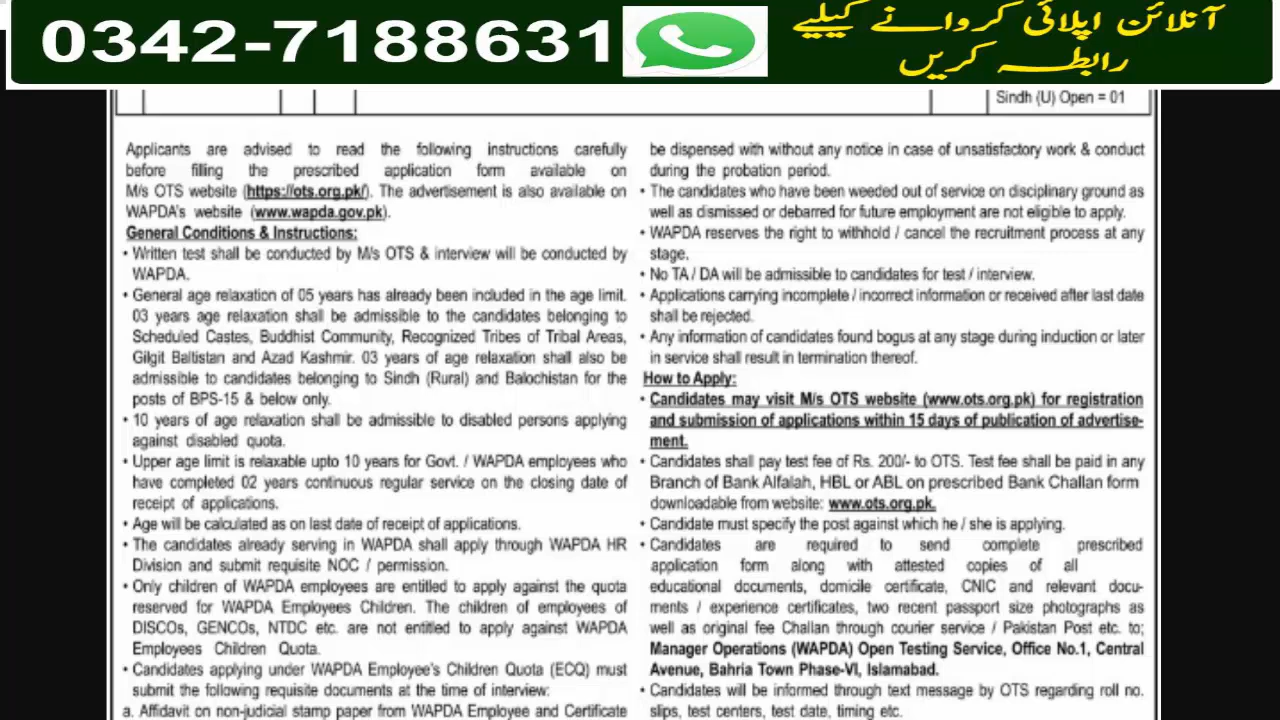 0342-7188631
آنلائن اپلائی کروانے کیلیے
رابطہ کریں
Sindh (U) Open = 01
Applicants are advised to read the following instructions carefully
before filling the prescribed application form available on
M/s OTS website (https://ots.org.pk/). The advertisement is also available on
WAPDA's website (www.wapda.gov.pk).
General Conditions & Instructions:
• Written test shall be conducted by M/s OTS & interview will be conducted by
WAPDA.
• General age relaxation of 05 years has already been included in the age limit.
03 years age relaxation shall be admissible to the candidates belonging to
Scheduled Castes, Buddhist Community, Recognized Tribes of Tribal Areas,
Gilgit Baltistan and Azad Kashmir. 03 years of age relaxation shall also be
admissible to candidates belonging to Sindh (Rural) and Balochistan for the
posts of BPS-15 & below only.
• 10 years of age relaxation shall be admissible to disabled persons applying
against disabled quota.
• Upper age limit is relaxable upto 10 years for Govt. / WAPDA employees who
have completed 02 years continuous regular service on the closing date of
receipt of applications.
• Age will be calculated as on last date of receipt of applications.
• The candidates already serving in WAPDA shall apply through WAPDA HR
Division and submit requisite NOC / permission.
• Only children of WAPDA employees are entitled to apply against the quota
reserved for WAPDA Employees Children. The children of employees of
DISCOs, GENCOs, NTDC etc. are not entitled to apply against WAPDA
Employees Children Quota.
• Candidates applying under WAPDA Employee's Children Quota (ECQ) must
submit the following requisite documents at the time of interview:
a. Affidavit on non-judicial stamp paper from WAPDA Employee and Certificate
be dispensed with without any notice in case of unsatisfactory work & conduct
during the probation period.
• The candidates who have been weeded out of service on disciplinary ground as
well as dismissed or debarred for future employment are not eligible to apply.
• WAPDA reserves the right to withhold / cancel the recruitment process at any
stage.
• No TA / DA will be admissible to candidates for test / interview.
• Applications carrying incomplete / incorrect information or received after last date
shall be rejected.
• Any information of candidates found bogus at any stage during induction or later
in service shall result in termination thereof.
How to Apply:
• Candidates may visit M/s OTS website (www.ots.org.pk) for registration
and submission of applications within 15 days of publication of advertise-
ment.
• Candidates shall pay test fee of Rs. 200/- to OTS. Test fee shall be paid in any
Branch of Bank Alfalah, HBL or ABL on prescribed Bank Challan form
downloadable from website: www.ots.org.pk.
• Candidate must specify the post against which he / she is applying.
• Candidates are required to send complete prescribed
application form along with attested copies of all
educational documents, domicile certificate, CNIC and relevant docu-
ments / experience certificates, two recent passport size photographs as
well as original fee Challan through courier service / Pakistan Post etc. to;
Manager Operations (WAPDA) Open Testing Service, Office No.1, Central
Avenue, Bahria Town Phase-VI, Islamabad.
• Candidates will be informed through text message by OTS regarding roll no.
slips, test centers, test date, timing etc.